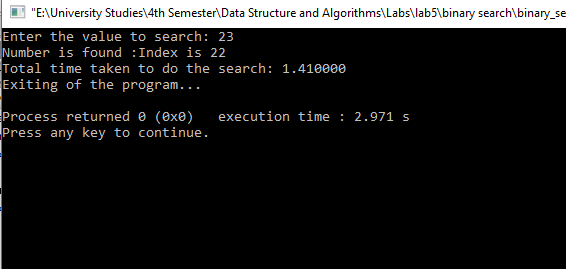 "E:\University Studies\4th Semester\Data Structure and Algorithms\Labs\lab5\binary search\binary_se
Enter the value to search: 23
Number is found :Index is 22
Total time taken to do the search: 1.410000
Exiting of the program...
Process returned 0 (0x0)   execution time : 2.971 s
Press any key to continue.